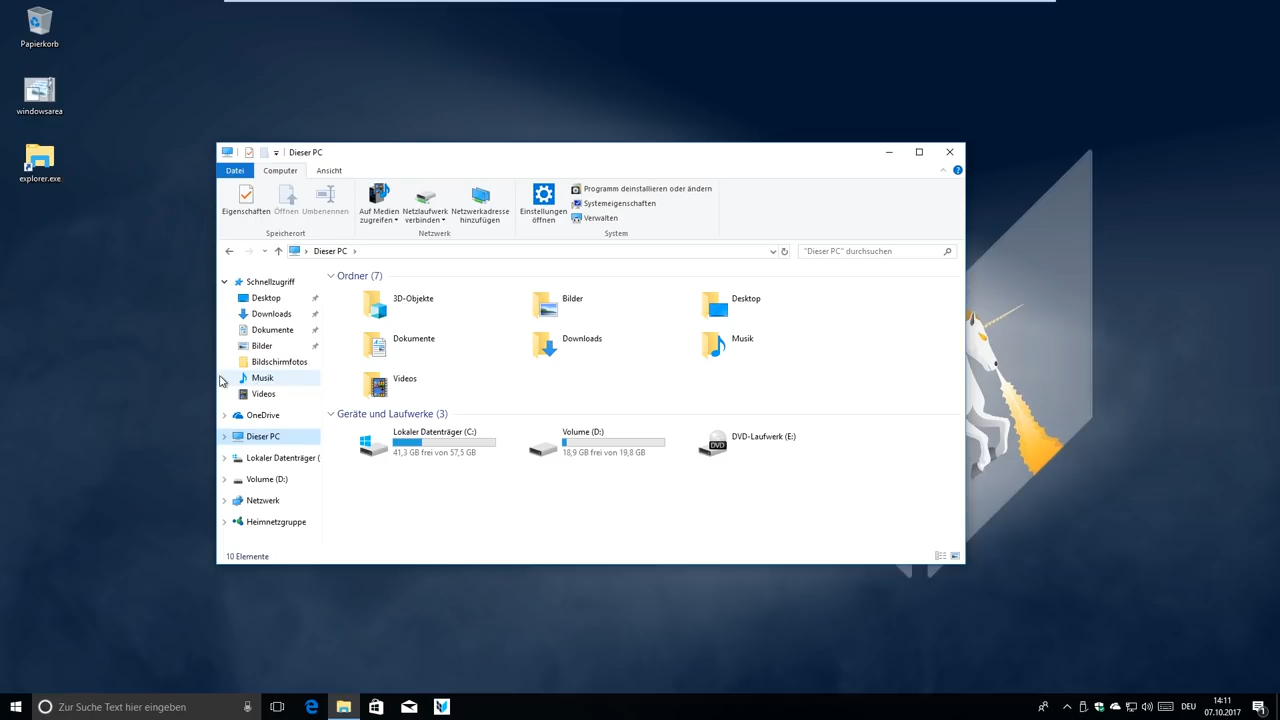 Papierkorb
windowsarea
explorer.exe
Dieser PC
Datei Computer Ansicht
Eigenschaften Öffnen Umbenennen
Auf Medien zugreifen
Netzlaufwerk verbinden
Netzwerkadresse hinzufügen
Einstellungen öffnen
Programm deinstallieren oder ändern
Systemeigenschaften
Verwalten
Speicherort Netzwerk System
Dieser PC
"Dieser PC" durchsuchen
Schnellzugriff
Desktop
Downloads
Dokumente
Bilder
Bildschirmfotos
Musik
Videos
OneDrive
Dieser PC
Lokaler Datenträger (
Volume (D:)
Netzwerk
Heimnetzgruppe
Ordner (7)
3D-Objekte Bilder Desktop
Dokumente Downloads Musik
Videos
Geräte und Laufwerke (3)
Lokaler Datenträger (C:)
41,3 GB frei von 57,5 GB
Volume (D:)
18,9 GB frei von 19,8 GB
DVD-Laufwerk (E:)
DVD
10 Elemente
Zur Suche Text hier eingeben
DEU
14:11
07.10.2017
1